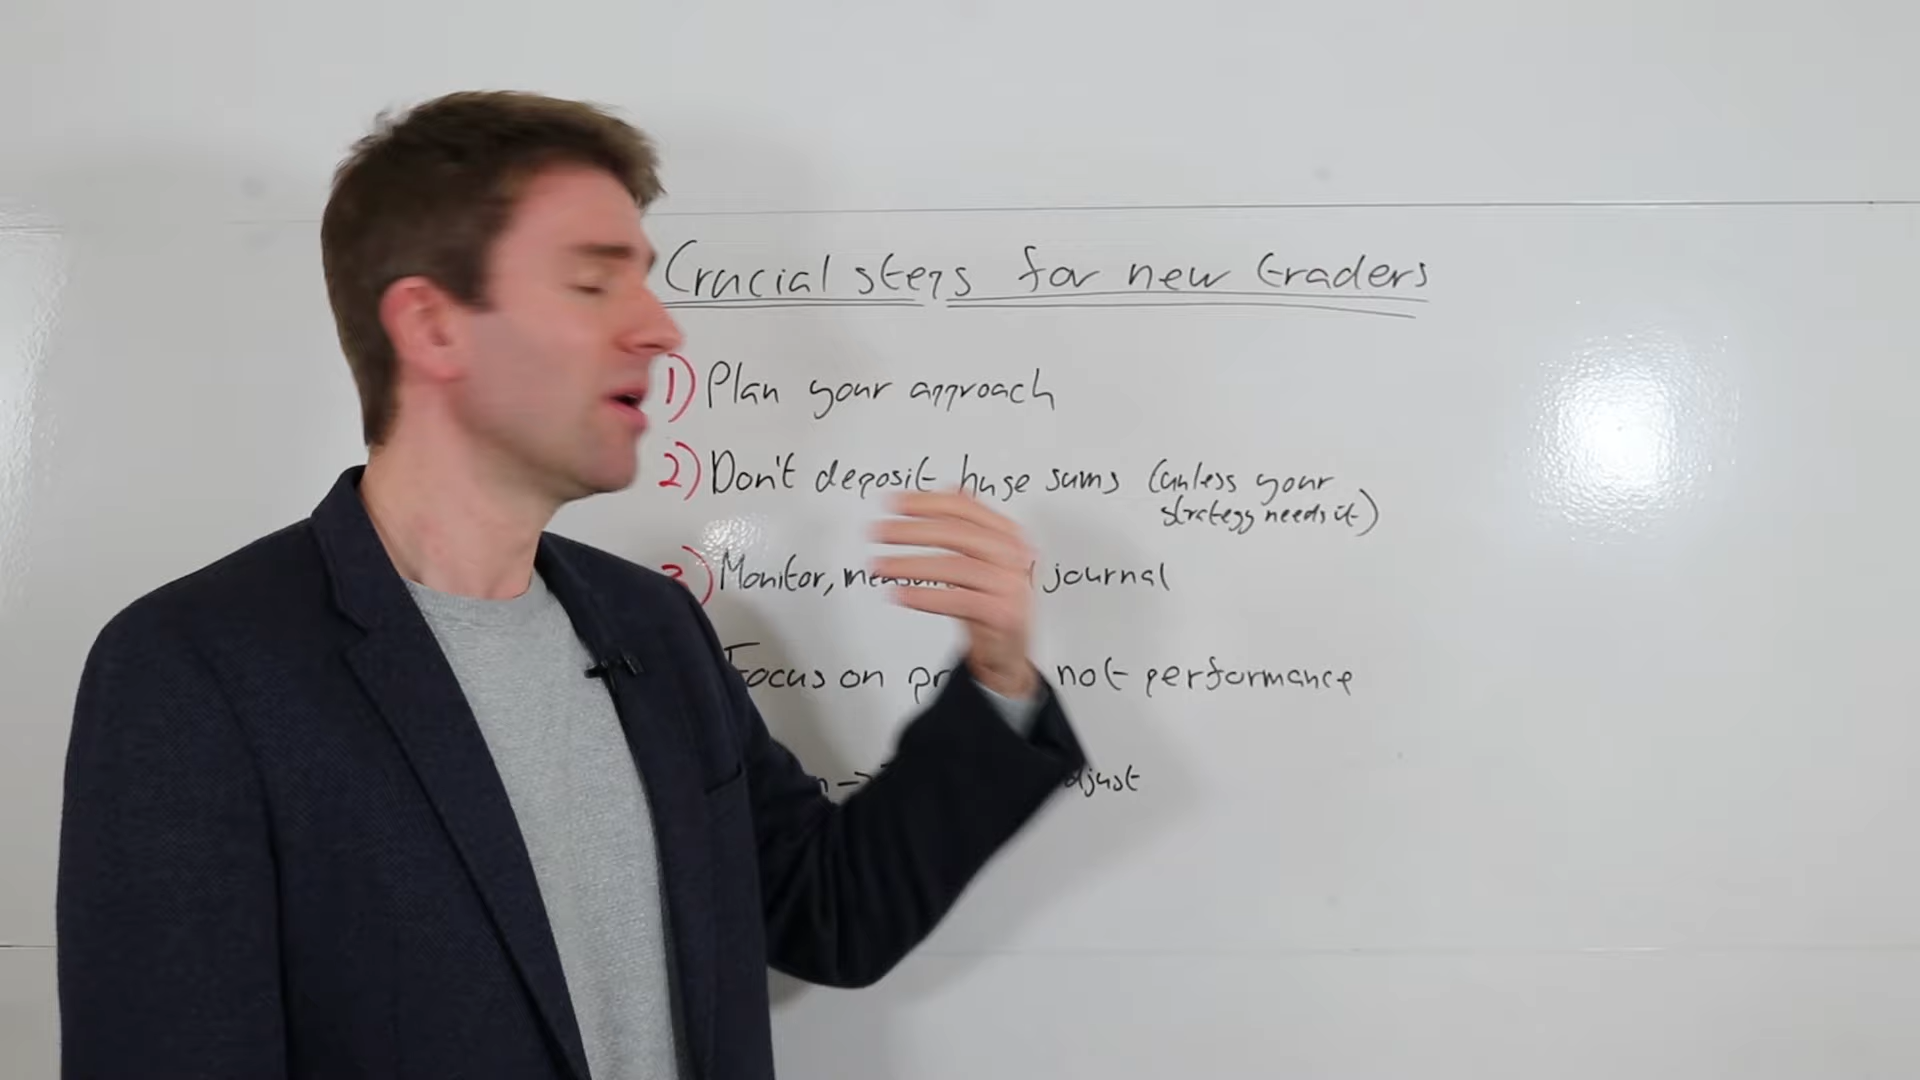 Crucial steps for new traders
1) Plan your approach
2) Don't deposit huge sums (unless your
strategy needs it)
3) Monitor, journal
Focus on not performance